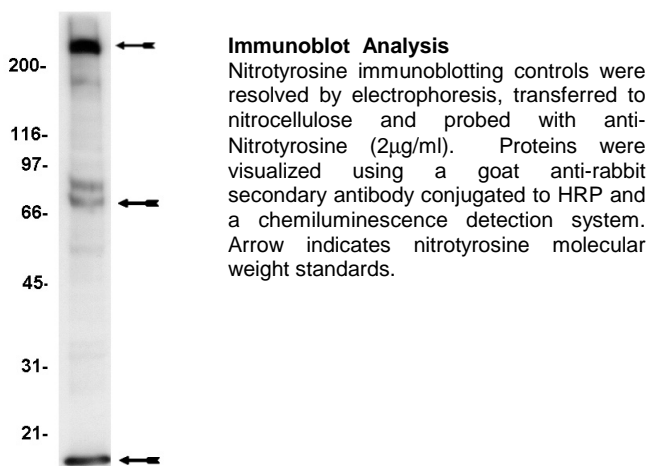 200-
116-
97-
66-
45-
31-
21-
Immunoblot Analysis
Nitrotyrosine immunoblotting controls were
resolved by electrophoresis, transferred to
nitrocellulose and probed with anti-
Nitrotyrosine (2µg/ml). Proteins were
visualized using a goat anti-rabbit
secondary antibody conjugated to HRP and
a chemiluminescence detection system.
Arrow indicates nitrotyrosine molecular
weight standards.